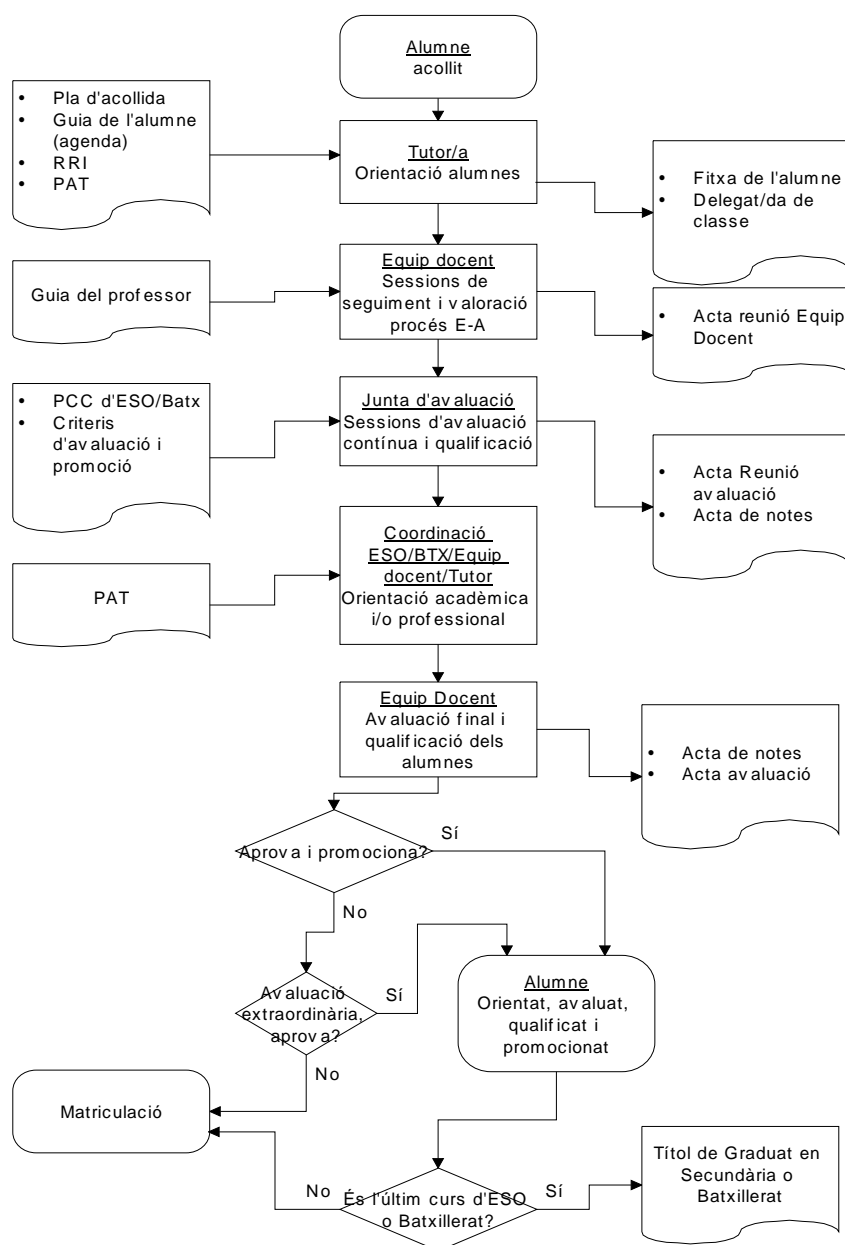 Alumne
acollit
• Pla d'acollida
• Guia de l'alumne
(agenda)
• RRI
• PAT
Tutor/a
Orientació alumnes
• Fitxa de l'alumne
• Delegat/da de
classe
Guia del professor
Equip docent
Sessions de
seguiment i valoració
procés E-A
• Acta reunió Equip
Docent
• PCC d'ESO/Batx
• Criteris
d'avaluació i
promoció
Junta d'avaluació
Sessions d'avaluació
contínua i qualificació
• Acta Reunió
avaluació
• Acta de notes
PAT
Coordinació
ESO/BTX/Equip
docent/Tutor
Orientació acadèmica
i/o professional
Equip Docent
Avaluació final i
qualificació dels
alumnes
• Acta de notes
• Acta avaluació
Aprova i promociona?
Sí
No
Avaluació
extraordinària,
aprova?
Sí
No
Alumne
Orientat, avaluat,
qualificat i
promocionat
Matriculació
És l'últim curs d'ESO
o Batxillerat?
No
Sí
Títol de Graduat en
Secundària o
Batxillerat